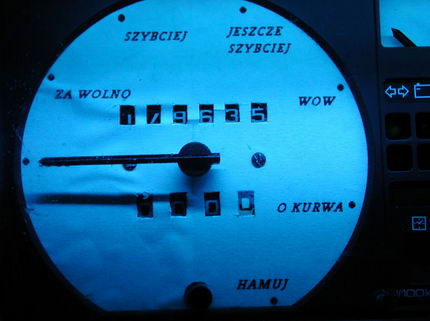 SZYBCIEJ
JESZCZE
SZYBCIEJ
ZA WOLNO
WOW
O KURWA
HAMUJ